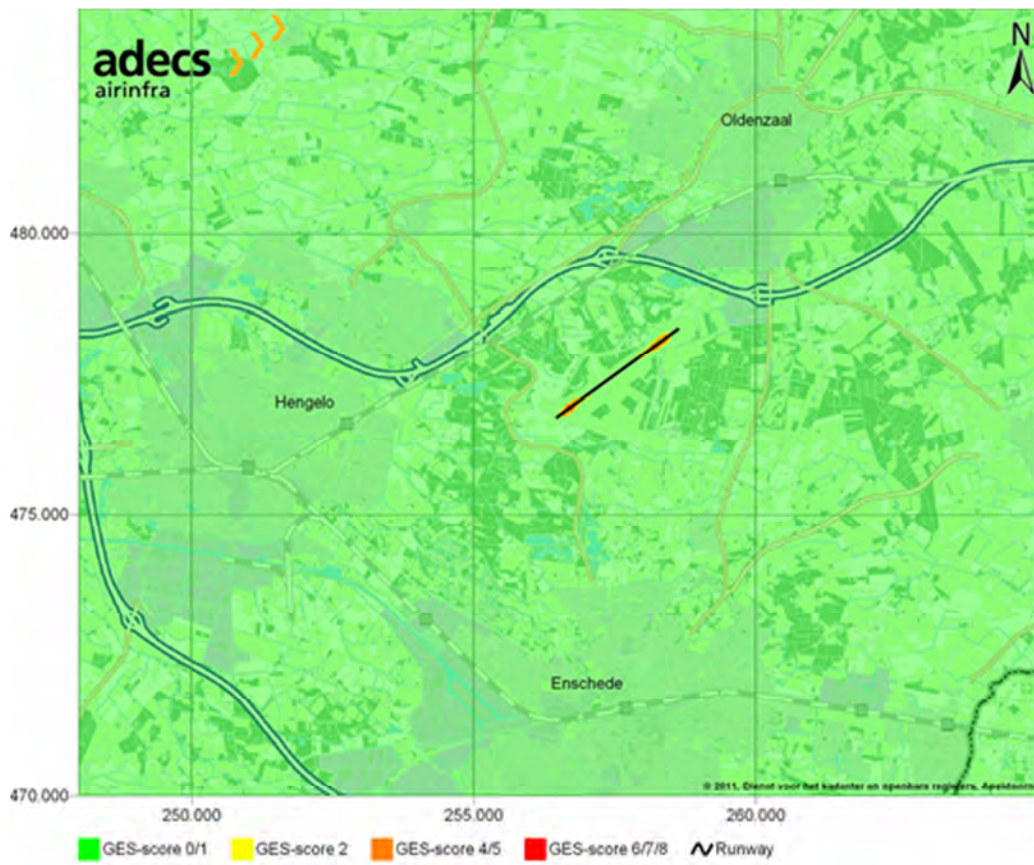 adecs
airinfra
N
Oldenzaal
480.000
Hengelo
475.000
Enschede
© 2011, Dienst voor het kadaster en openbare registers, Apeldoorn
470.000
250.000 255.000 260.000
GES-score 0/1 GES-score 2 GES-score 4/5 GES-score 6/7/8 Runway